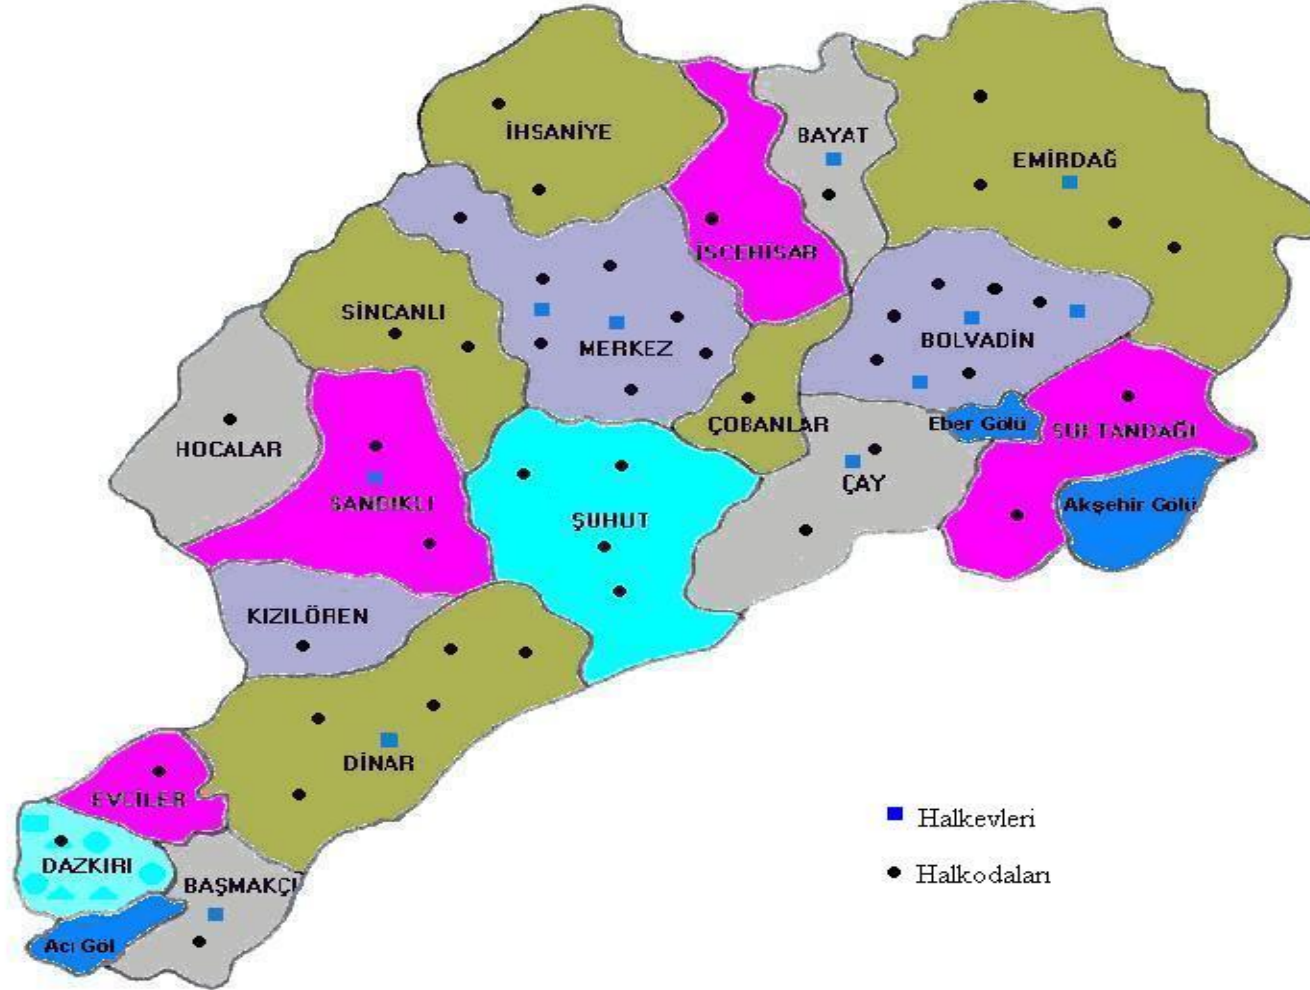 İHSANİYE
BAYAT
EMİRDAĞ
İSCEHİSAR
SİNCANLI
MERKEZ
BOLVADİN
HOCALAR
ÇOBANLAR
Eber Gölü
SULTANDAĞI
SANDIKLI
ŞUHUT
ÇAY
Akşehir Gölü
KIZILÖREN
DİNAR
EVCİLER
DAZKIRI
BAŞMAKÇI
Acı Göl
Halkevleri
Halkodaları